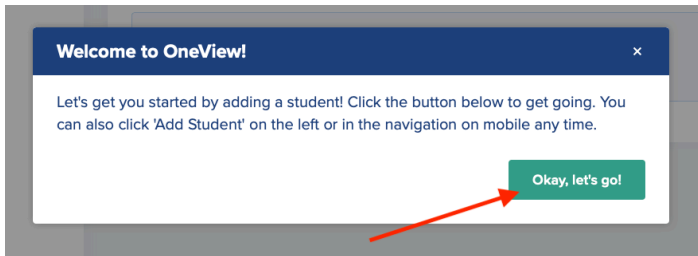 Welcome to OneView!
×
Let's get you started by adding a student! Click the button below to get going. You
can also click 'Add Student' on the left or in the navigation on mobile any time.
Okay, let's go!